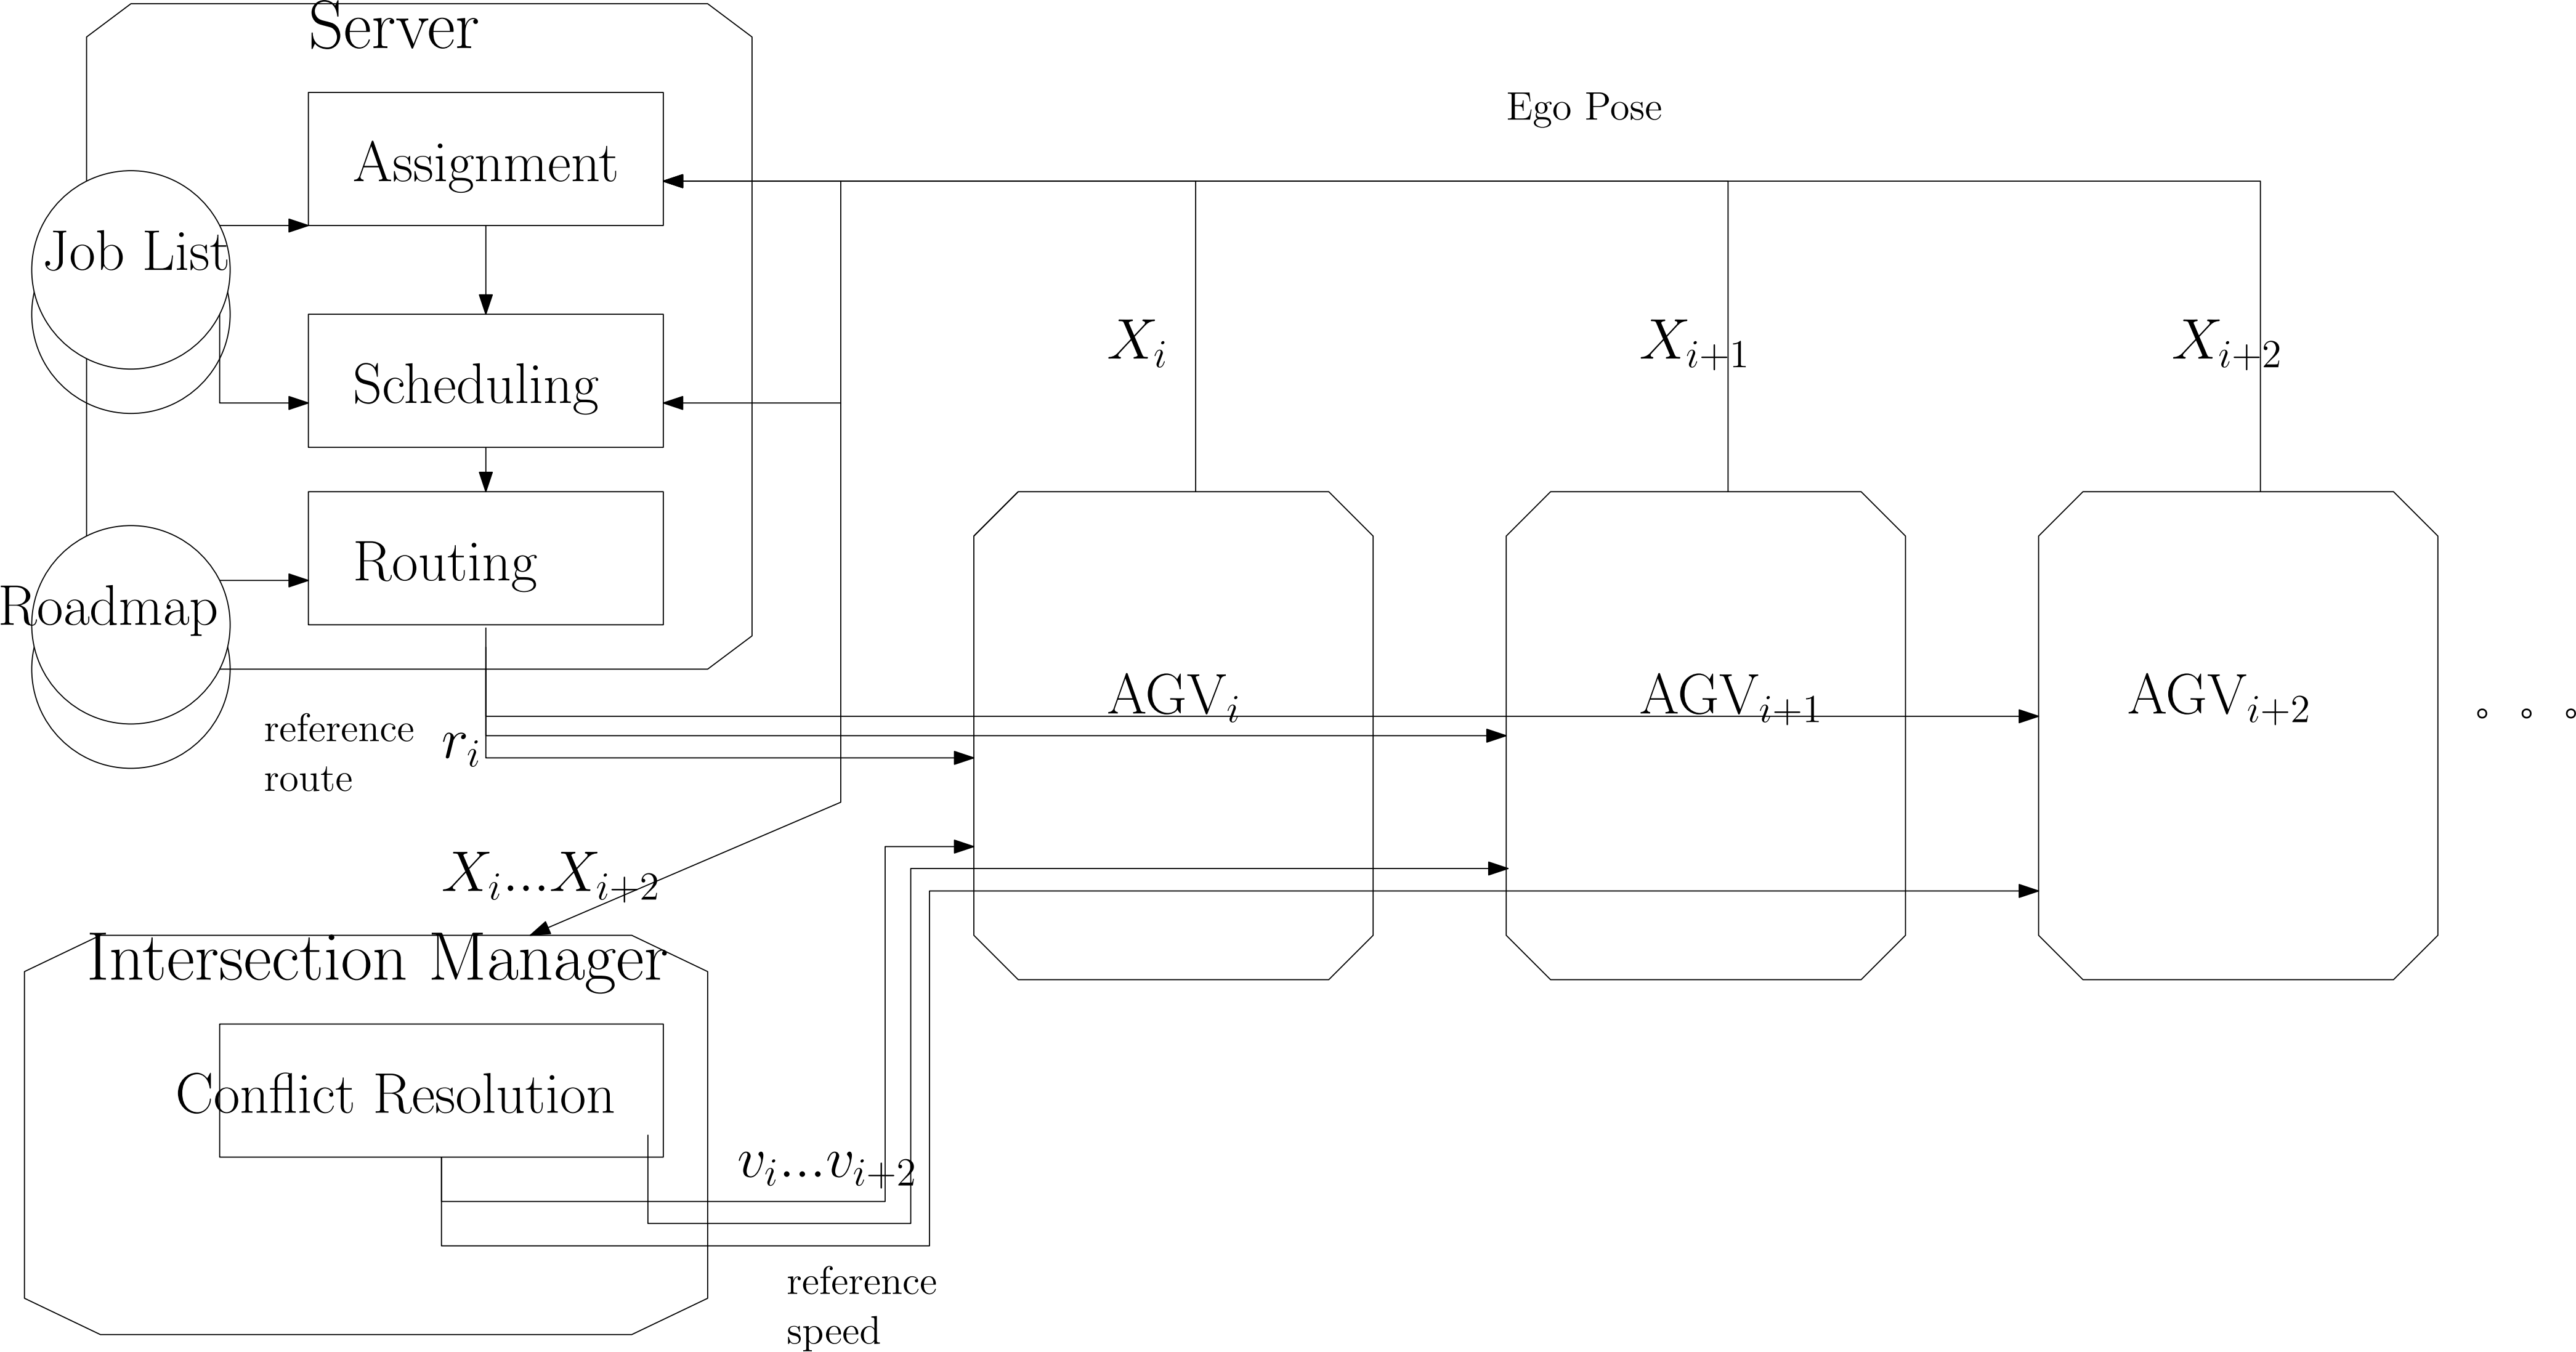 Server
Ego Pose
Assignment
Job List
X_i
X_{i+1}
X_{i+2}
Scheduling
Routing
Roadmap
AGV_i
AGV_{i+1}
AGV_{i+2}
reference
route
r_i
X_i...X_{i+2}
Intersection Manager
Conflict Resolution
v_i...v_{i+2}
reference
speed